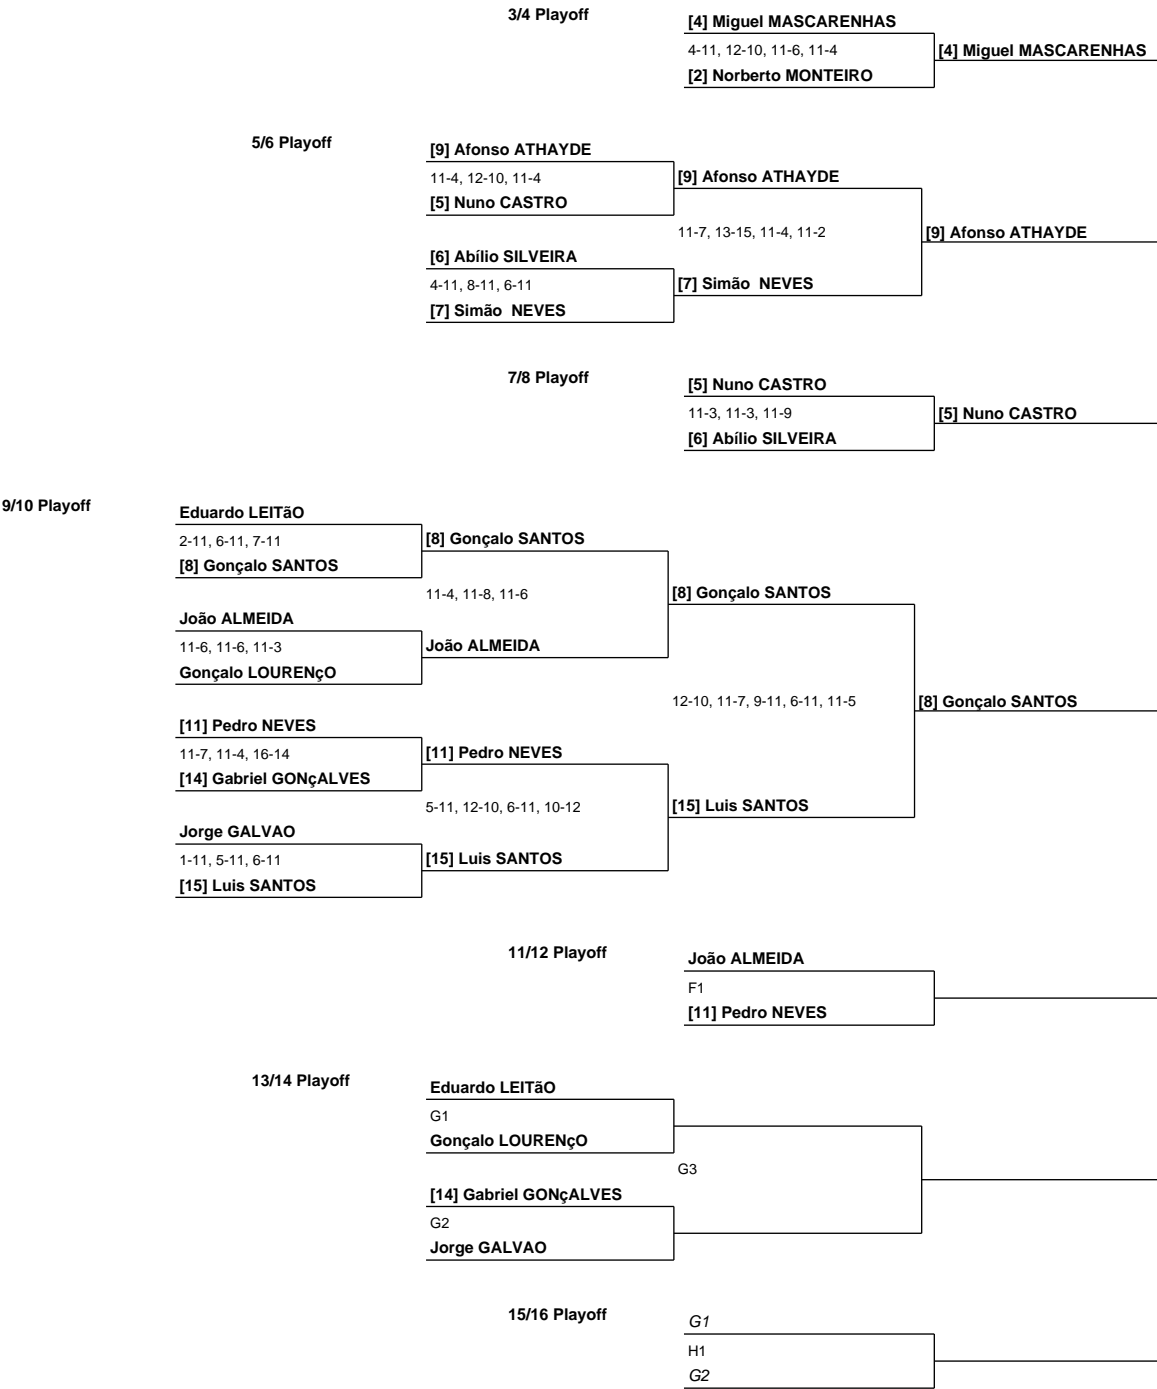 3/4 Playoff
[4] Miguel MASCARENHAS
4-11, 12-10, 11-6, 11-4
[4] Miguel MASCARENHAS
[2] Norberto MONTEIRO
5/6 Playoff
[9] Afonso ATHAYDE
11-4, 12-10, 11-4
[9] Afonso ATHAYDE
[5] Nuno CASTRO
11-7, 13-15, 11-4, 11-2
[9] Afonso ATHAYDE
[6] Abílio SILVEIRA
4-11, 8-11, 6-11
[7] Simão  NEVES
[7] Simão  NEVES
7/8 Playoff
[5] Nuno CASTRO
11-3, 11-3, 11-9
[5] Nuno CASTRO
[6] Abílio SILVEIRA
9/10 Playoff
Eduardo LEITãO
2-11, 6-11, 7-11
[8] Gonçalo SANTOS
[8] Gonçalo SANTOS
11-4, 11-8, 11-6
[8] Gonçalo SANTOS
João ALMEIDA
11-6, 11-6, 11-3
João ALMEIDA
Gonçalo LOURENçO
12-10, 11-7, 9-11, 6-11, 11-5
[8] Gonçalo SANTOS
[11] Pedro NEVES
11-7, 11-4, 16-14
[11] Pedro NEVES
[14] Gabriel GONçALVES
5-11, 12-10, 6-11, 10-12
[15] Luis SANTOS
Jorge GALVAO
1-11, 5-11, 6-11
[15] Luis SANTOS
[15] Luis SANTOS
11/12 Playoff
João ALMEIDA
F1
[11] Pedro NEVES
13/14 Playoff
Eduardo LEITãO
G1
Gonçalo LOURENçO
G3
[14] Gabriel GONçALVES
G2
Jorge GALVAO
15/16 Playoff
G1
H1
G2